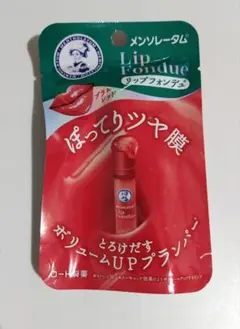 メンソレータム
Lip
Fondue
リップフォンデュ
ぽってりツヤ膜
とろけだす
ボリュームUPプランパー
ロート製薬